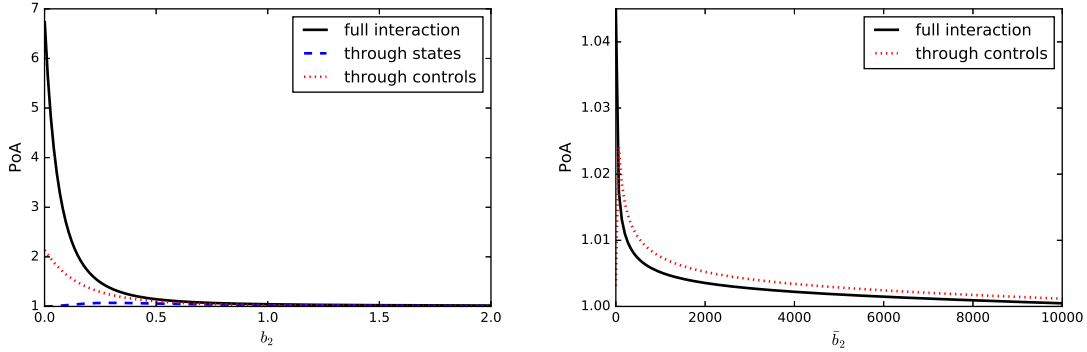 7
6
5
4
3
2
1
PoA
0.0
0.5
1.0
1.5
2.0
b₂
full interaction
through states
through controls
1.04
1.03
1.02
1.01
1.00
PoA
0
2000
4000
6000
8000
10000
b̄₂
full interaction
through controls